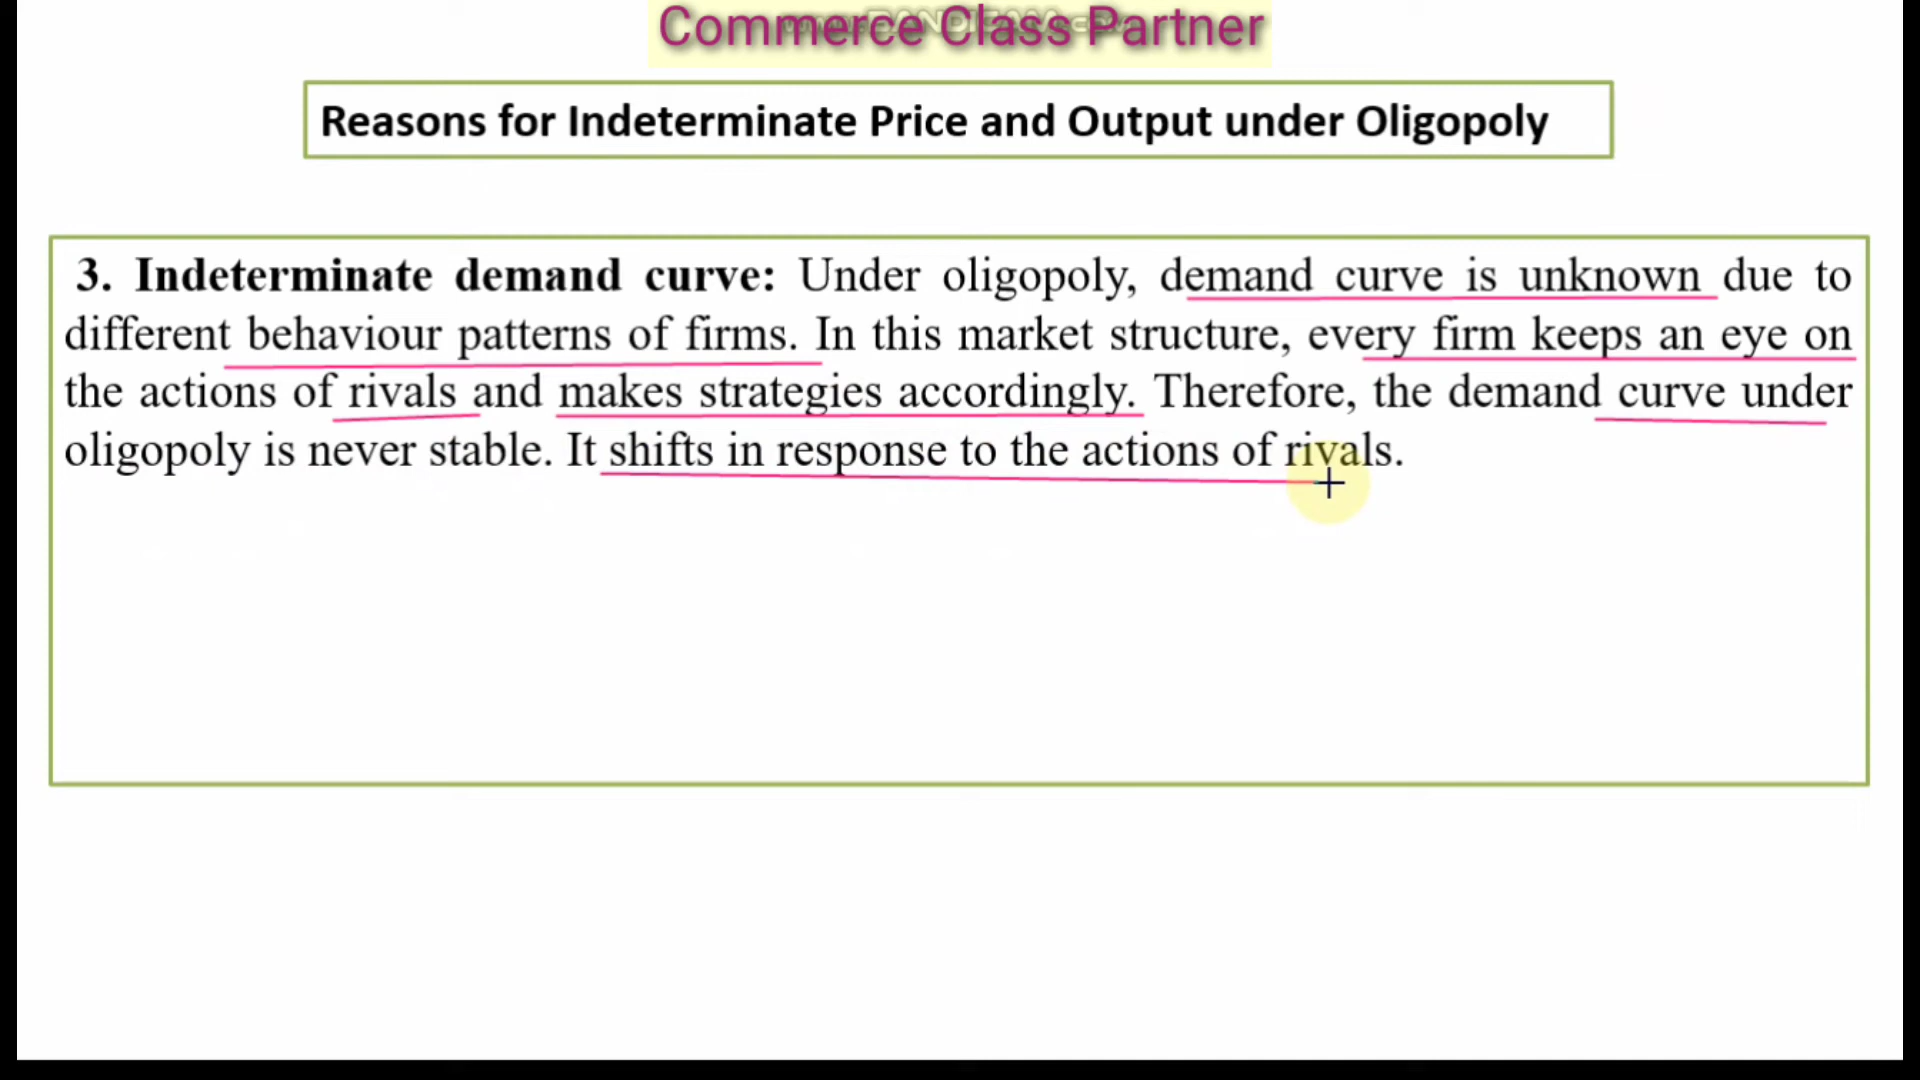 Commerce Class Partner
Reasons for Indeterminate Price and Output under Oligopoly
3. Indeterminate demand curve: Under oligopoly, demand curve is unknown due to
different behaviour patterns of firms. In this market structure, every firm keeps an eye on
the actions of rivals and makes strategies accordingly. Therefore, the demand curve under
oligopoly is never stable. It shifts in response to the actions of rivals.